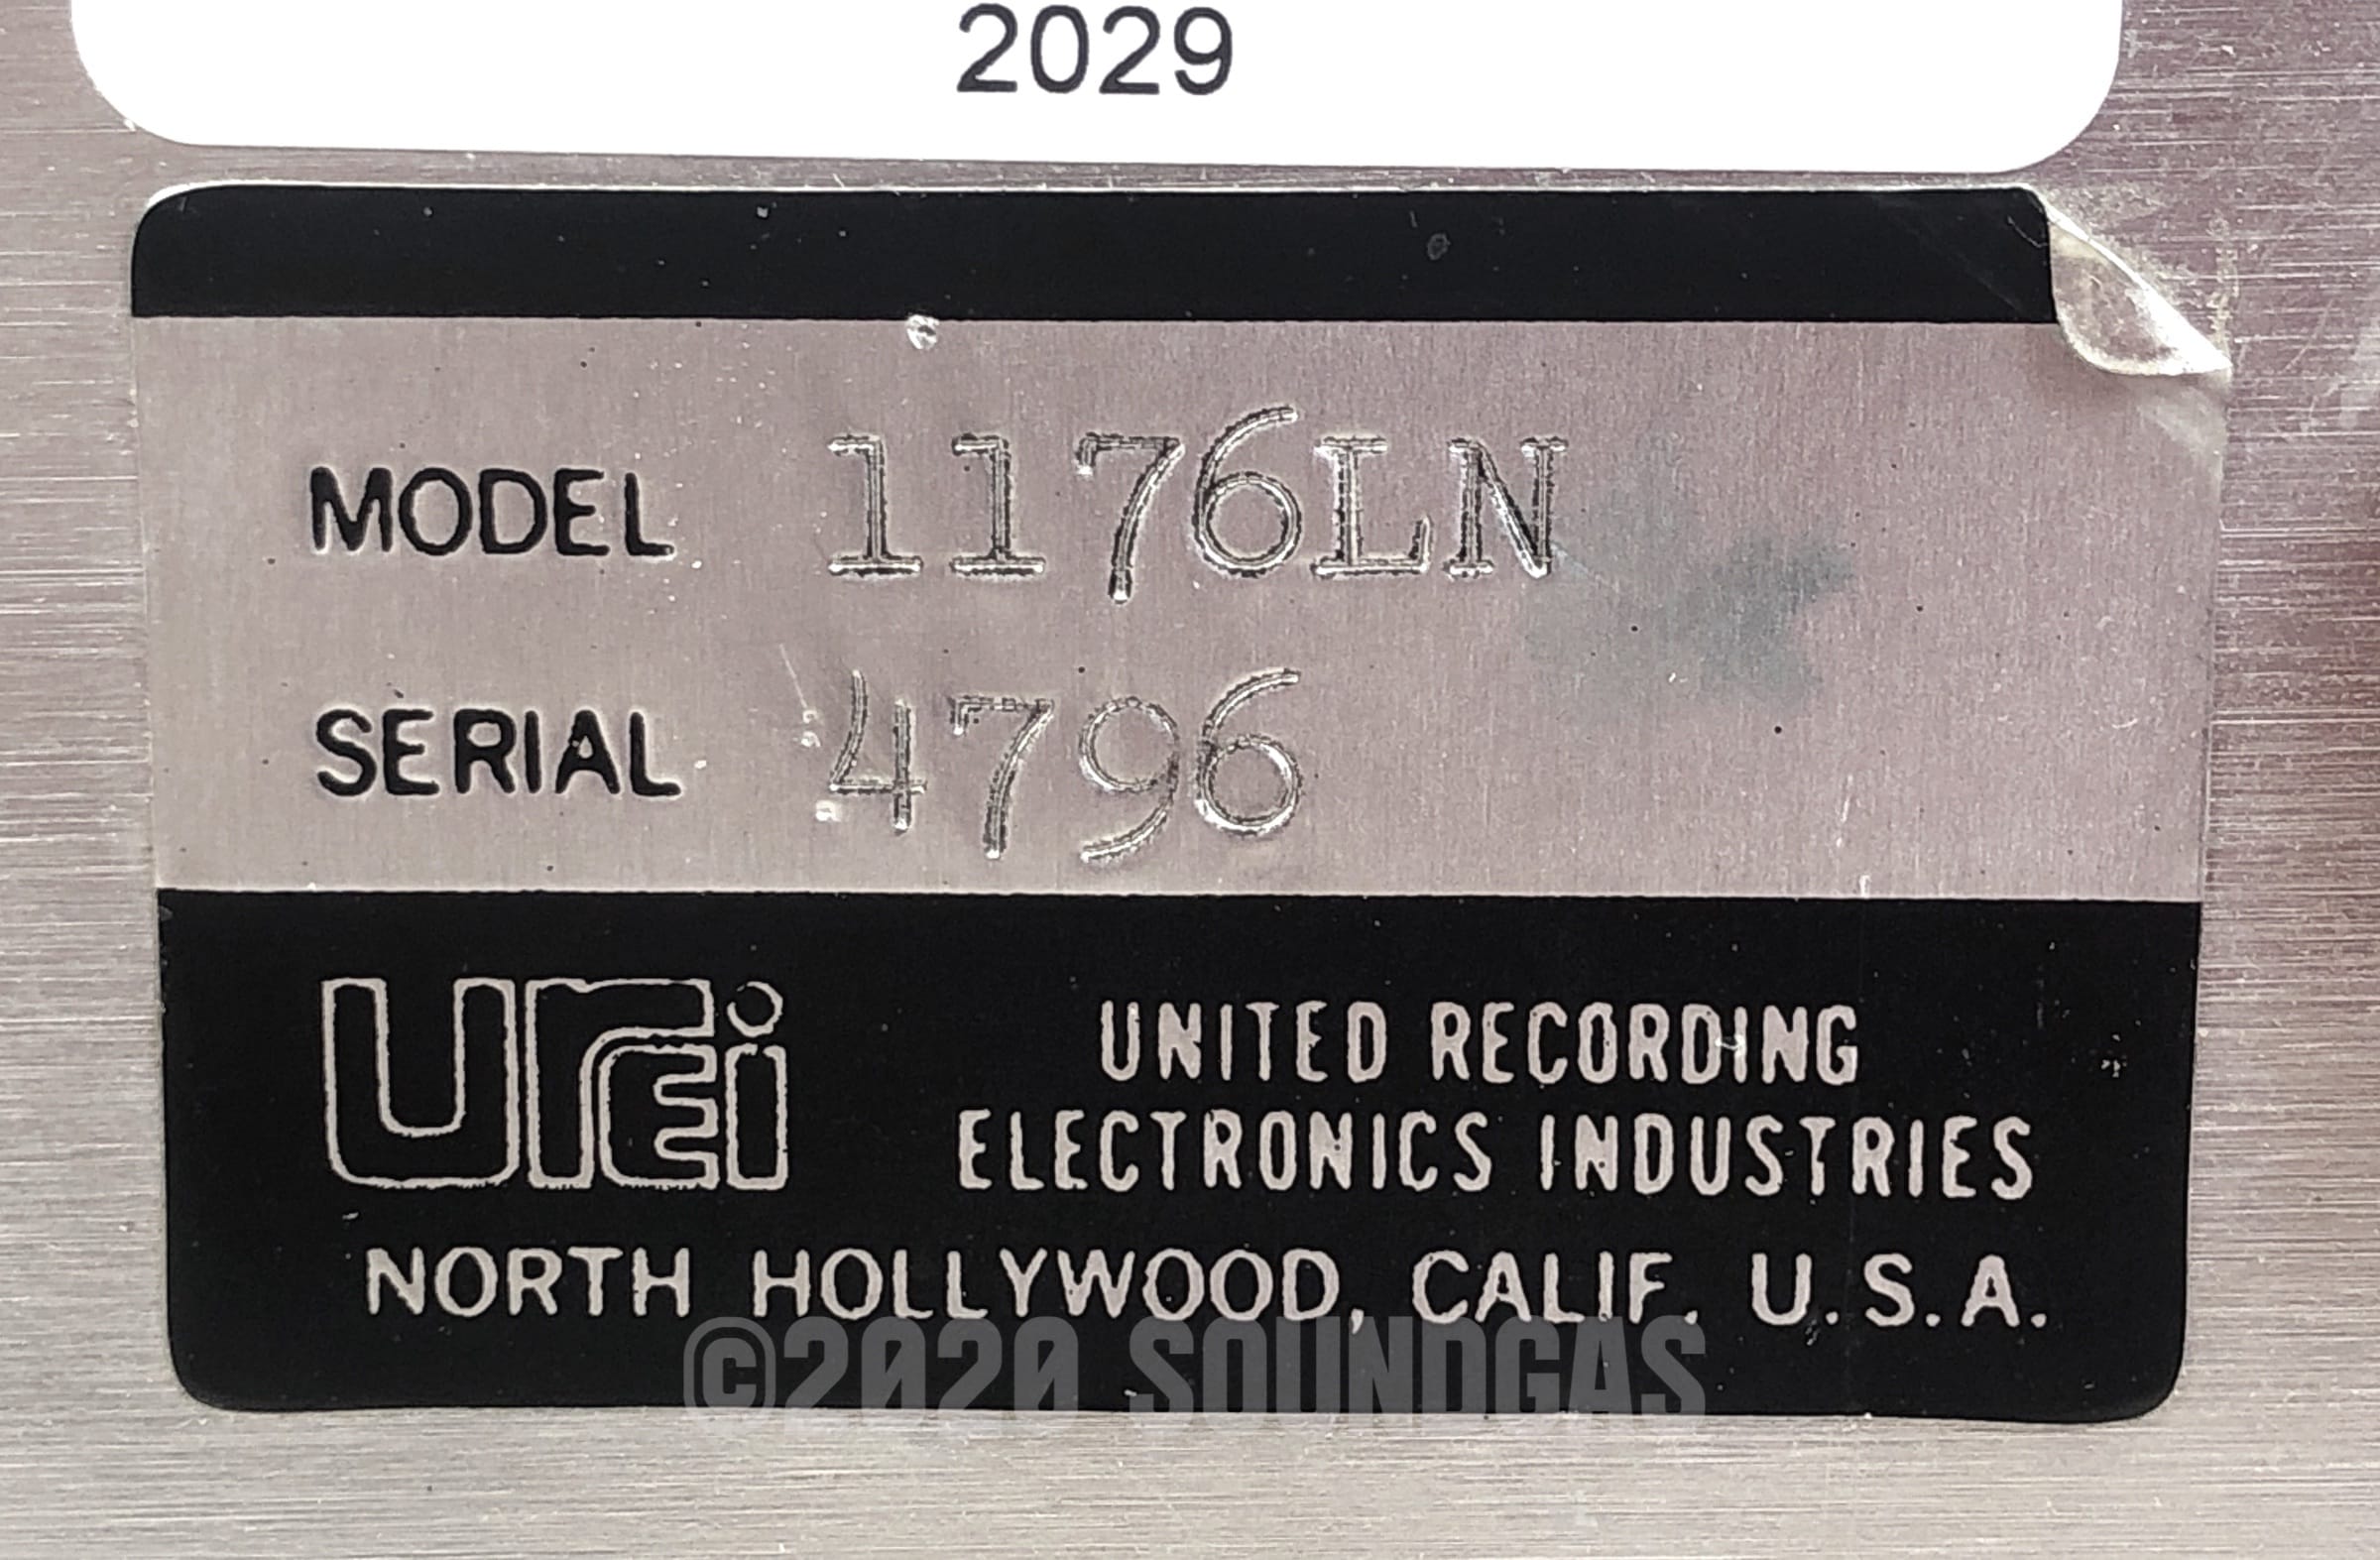 2029
MODEL 1176LN
SERIAL 4796
urei
UNITED RECORDING
ELECTRONICS INDUSTRIES
NORTH HOLLYWOOD, CALIF. U.S.A.
©2020 SOUNDGAS